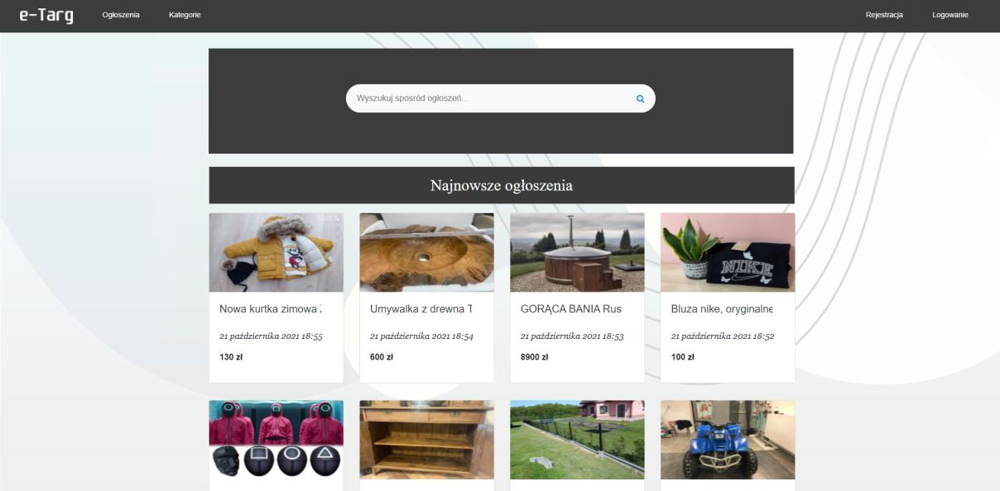 e-Targ Ogłoszenia Kategorie Rejestracja Logowanie
Wyszukuj sposród ogłoszeń...
Najnowsze ogłoszenia
Nowa kurtka zimowa
21 października 2021 18:55
130 zł
Umywalka z drewna T
21 października 2021 18:54
600 zł
GORĄCA BANIA Rus
21 października 2021 18:53
8900 zł
Bluza nike, oryginalne
21 października 2021 18:52
100 zł
NIKE